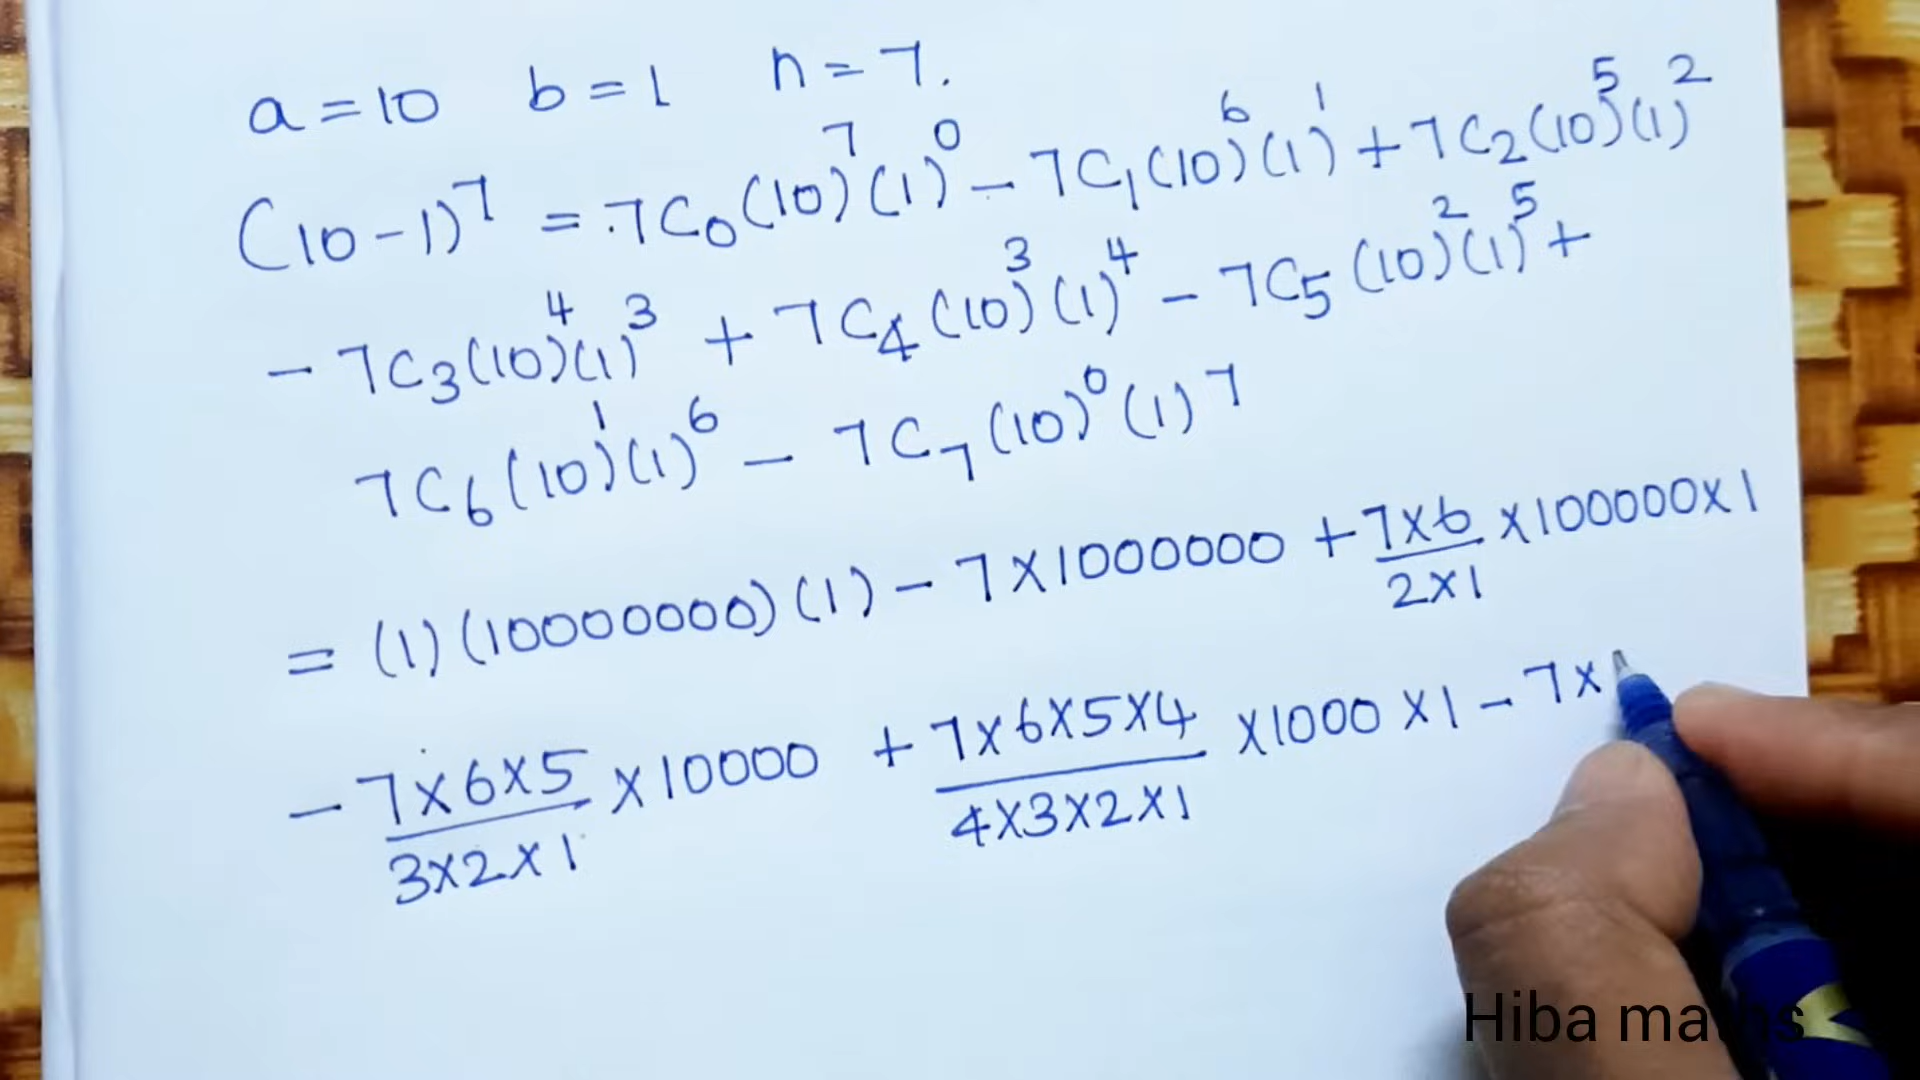 a = 10 b = 1 n = 7.
(10-1)⁷ = 7C₀(10)⁷(1)⁰ - 7C₁(10)⁶(1)¹ + 7C₂(10)⁵(1)²
- 7C₃(10)⁴(1)³ + 7C₄(10)³(1)⁴ - 7C₅(10)²(1)⁵ +
7C₆(10)¹(1)⁶ - 7C₇(10)⁰(1)⁷
= (1)(10000000)(1) - 7×1000000 + 7×6/2×1 ×100000×1
- 7×6×5/3×2×1 ×10000 + 7×6×5×4/4×3×2×1 ×1000×1 - 7×
Hiba maths